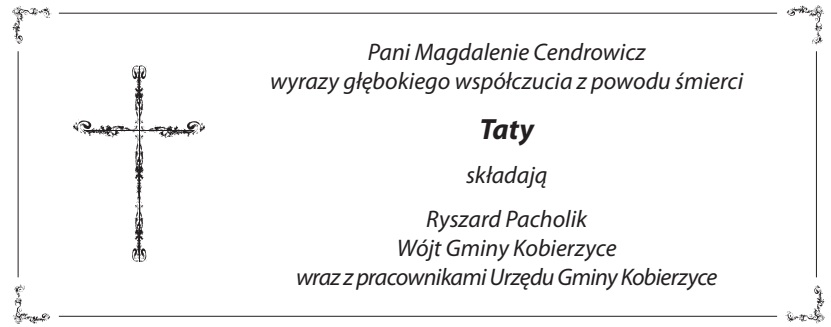 Pani Magdalenie Cendrowicz
wyrazy głębokiego współczucia z powodu śmierci
Taty
składają
Ryszard Pacholik
Wójt Gminy Kobierzyce
wraz z pracownikami Urzędu Gminy Kobierzyce